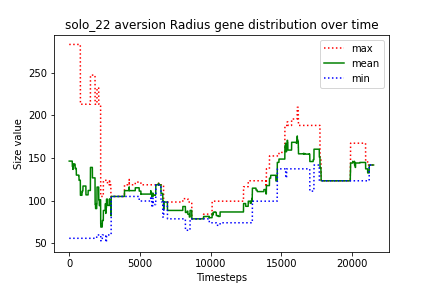 solo_22 aversion Radius gene distribution over time
max
mean
min
Size value
250
200
150
100
50
0
5000
10000
15000
20000
Timesteps